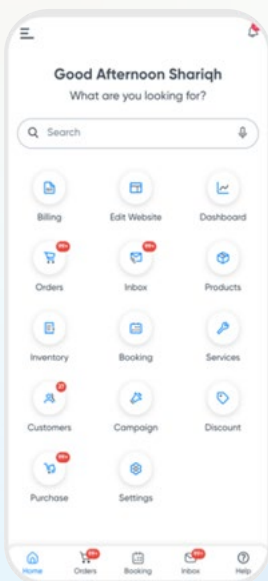 Good Afternoon Shariqh
What are you looking for?
Search
Billing Edit Website Dashboard
99+ 99+
Orders Inbox Products
Inventory Booking Services
Customers Campaign Discount
99+
Purchase Settings
99+ 99+
Home Orders Booking Inbox Help